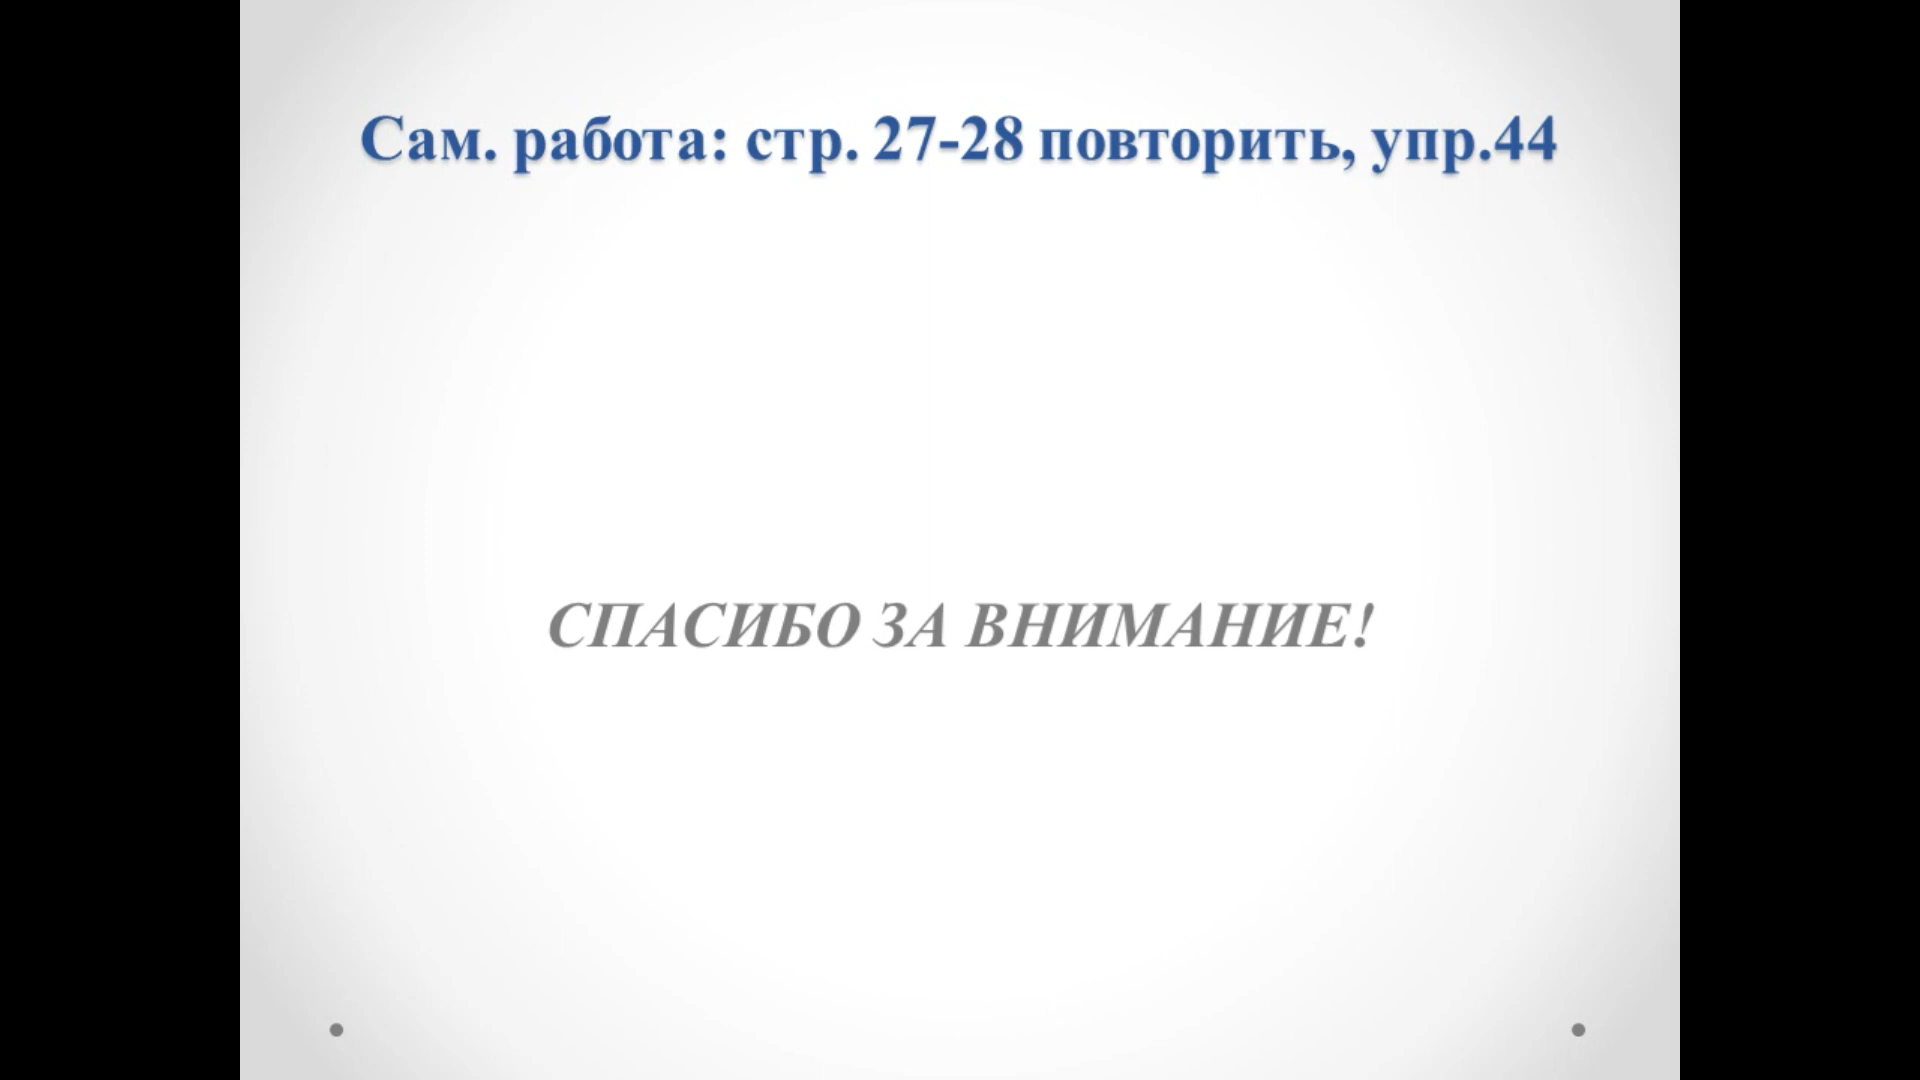 Сам. работа: стр. 27-28 повторить, упр.44
СПАСИБО ЗА ВНИМАНИЕ!